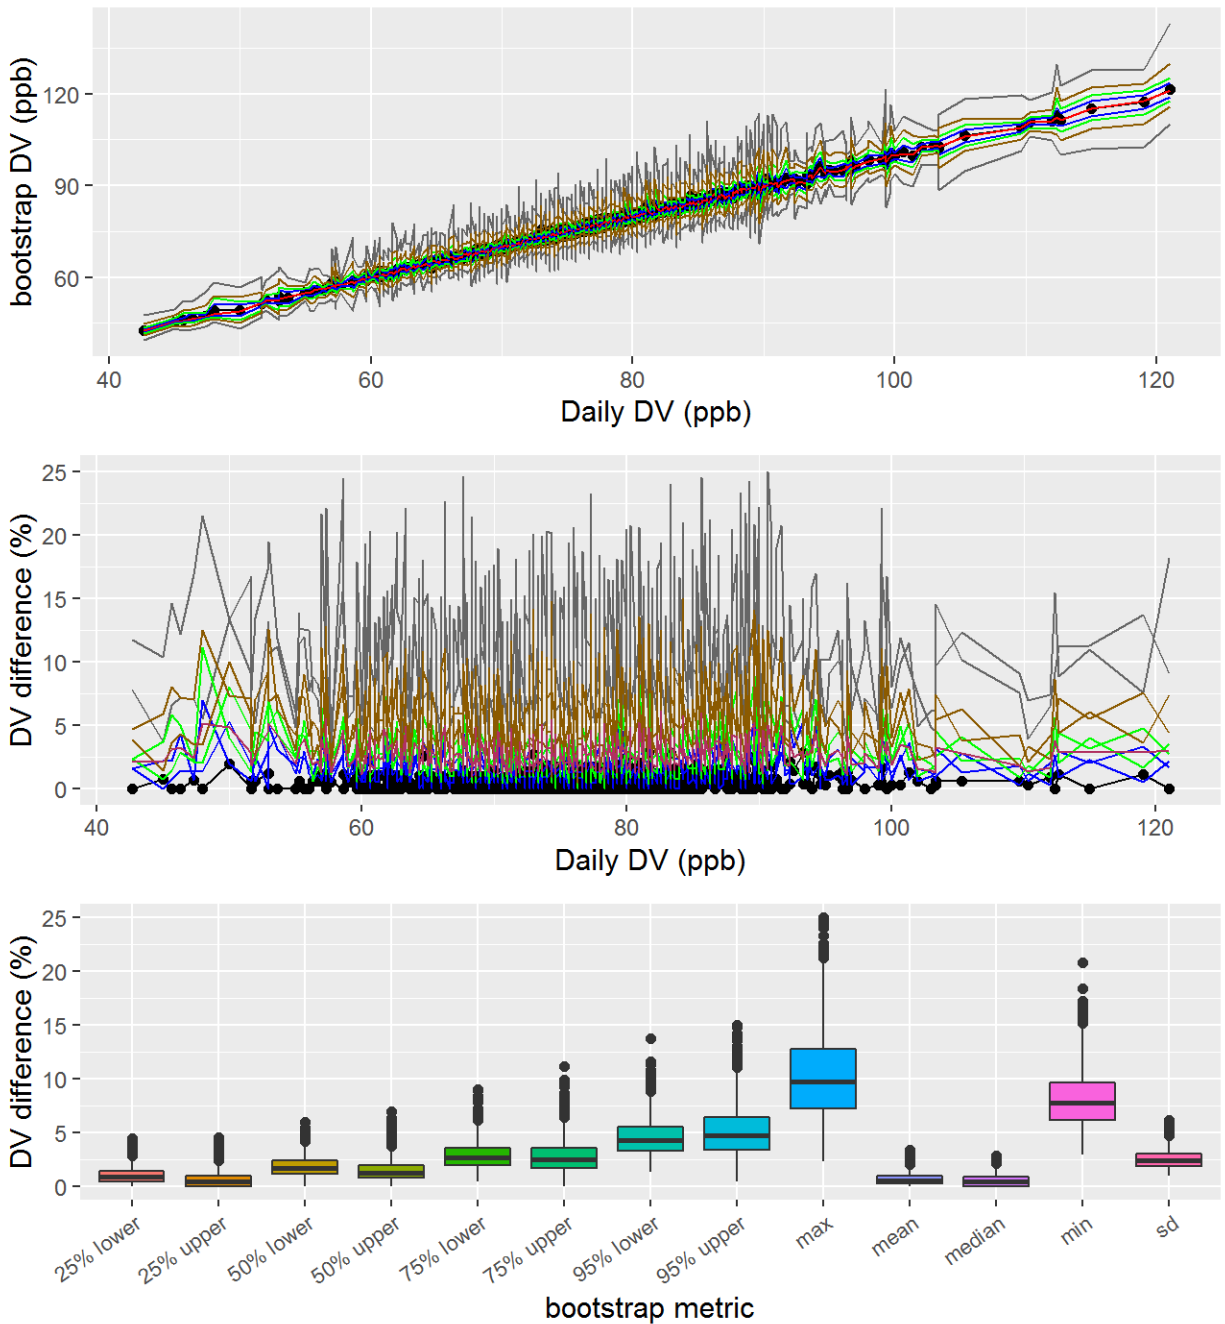 bootstrap DV (ppb)
120
90
60
40 60 80 100 120
Daily DV (ppb)
DV difference (%)
25
20
15
10
5
0
40 60 80 100 120
Daily DV (ppb)
DV difference (%)
25
20
15
10
5
0
25% lower 25% upper 50% lower 50% upper 75% lower 75% upper 95% lower 95% upper max mean median min sd
bootstrap metric